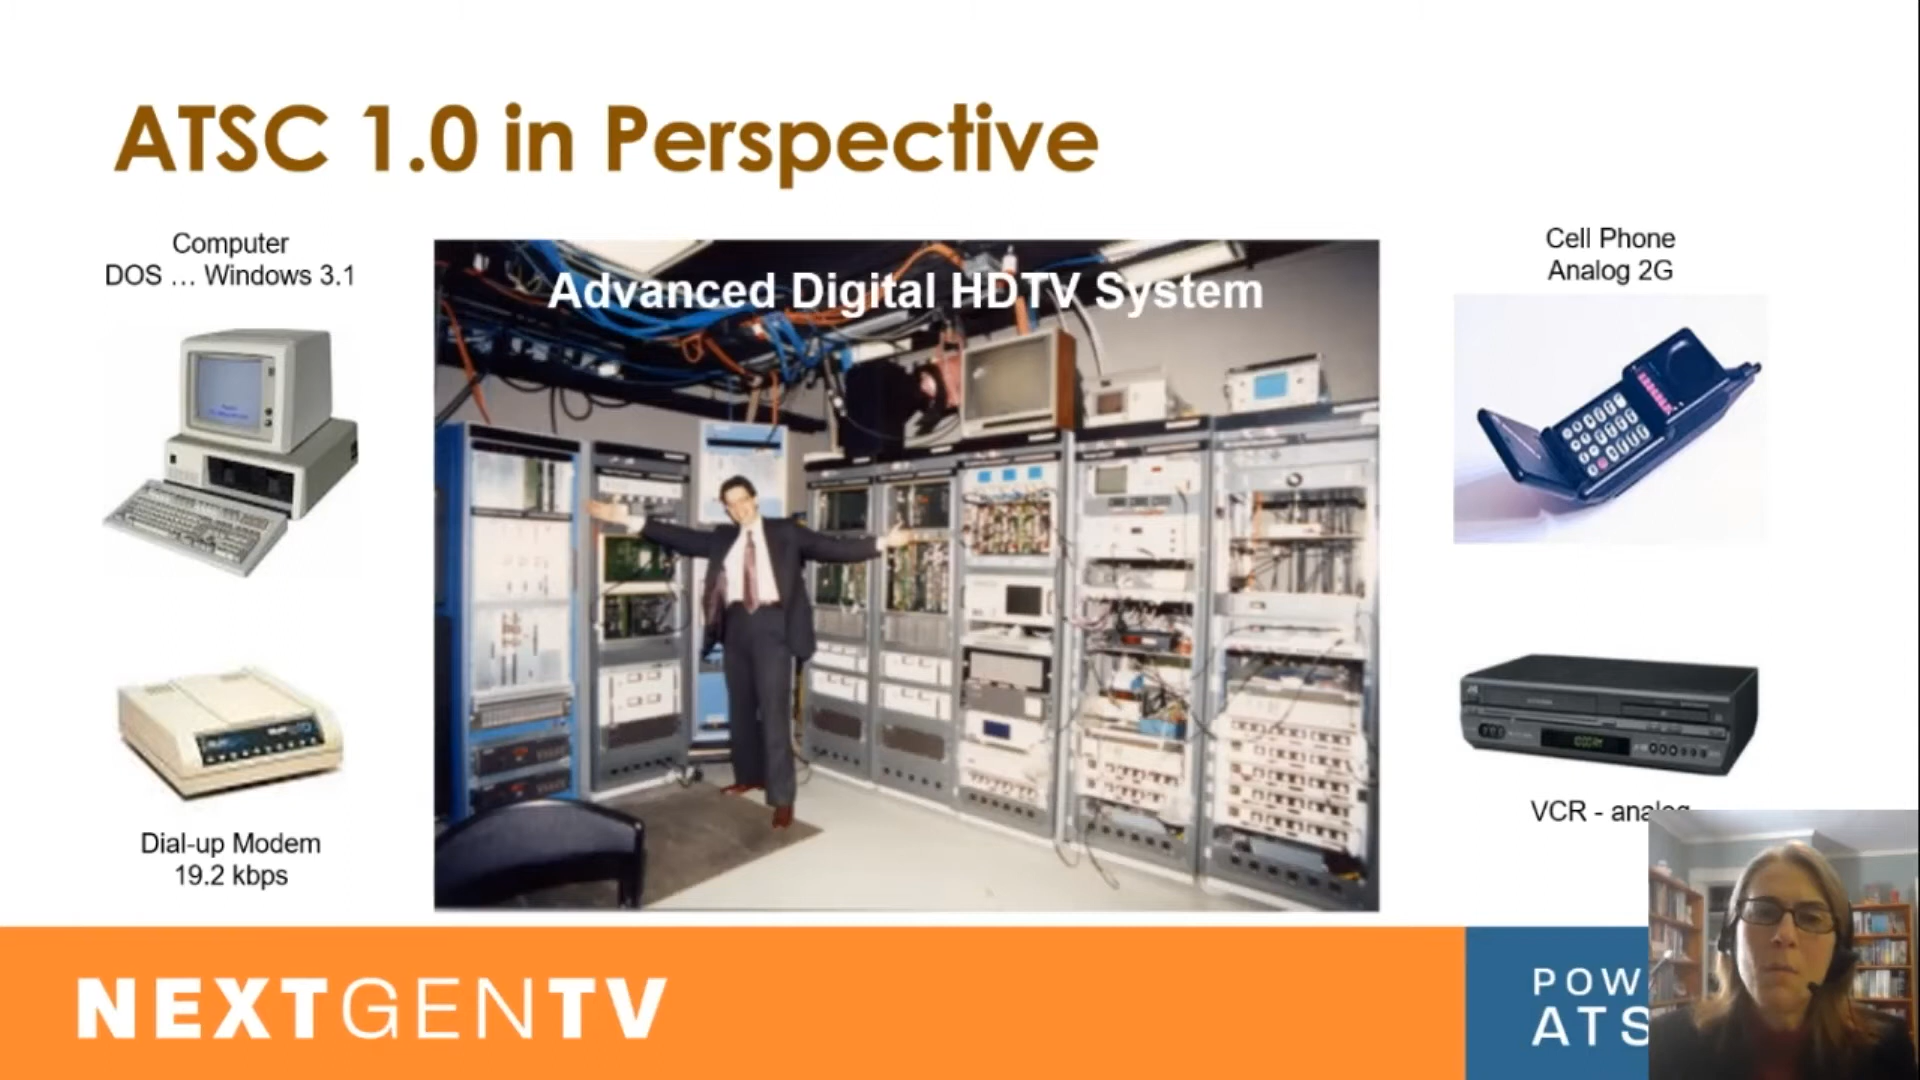 ATSC 1.0 in Perspective
Computer
DOS … Windows 3.1
Advanced Digital HDTV System
Cell Phone
Analog 2G
Dial-up Modem
19.2 kbps
VCR - analog
NEXTGENTV
POW
ATS